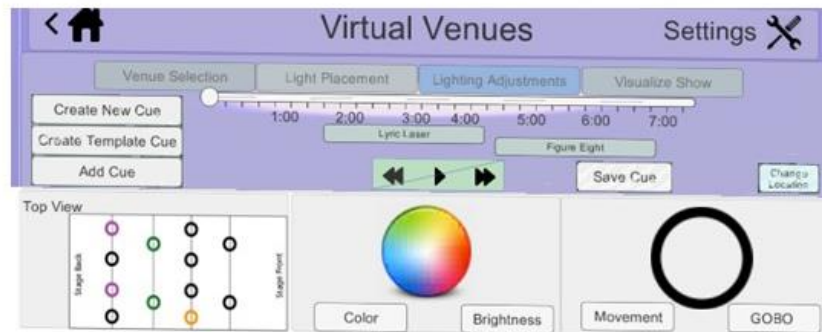 Virtual Venues
Settings
Venue Selection
Light Placement
Lighting Adjustments
Visualize Show
Create New Cue
Create Template Cue
Add Cue
1:00 2:00 3:00 4:00 5:00 6:00 7:00
Lyric Laser
Figure Eight
Save Cue
Change
Location
Top View
Stage Back
Stage Front
Color
Brightness
Movement
GOBO